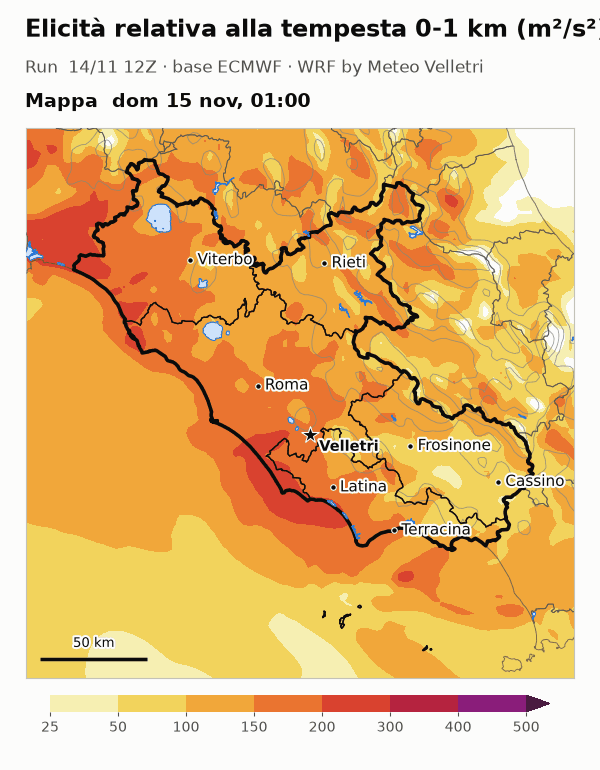 Elicità relativa alla tempesta 0-1 km (m²/s²)
Run 14/11 12Z · base ECMWF · WRF by Meteo Velletri
Mappa dom 15 nov, 01:00
Viterbo
Rieti
Roma
Velletri
Frosinone
Cassino
Latina
Terracina
50 km
25 50 100 150 200 300 400 500